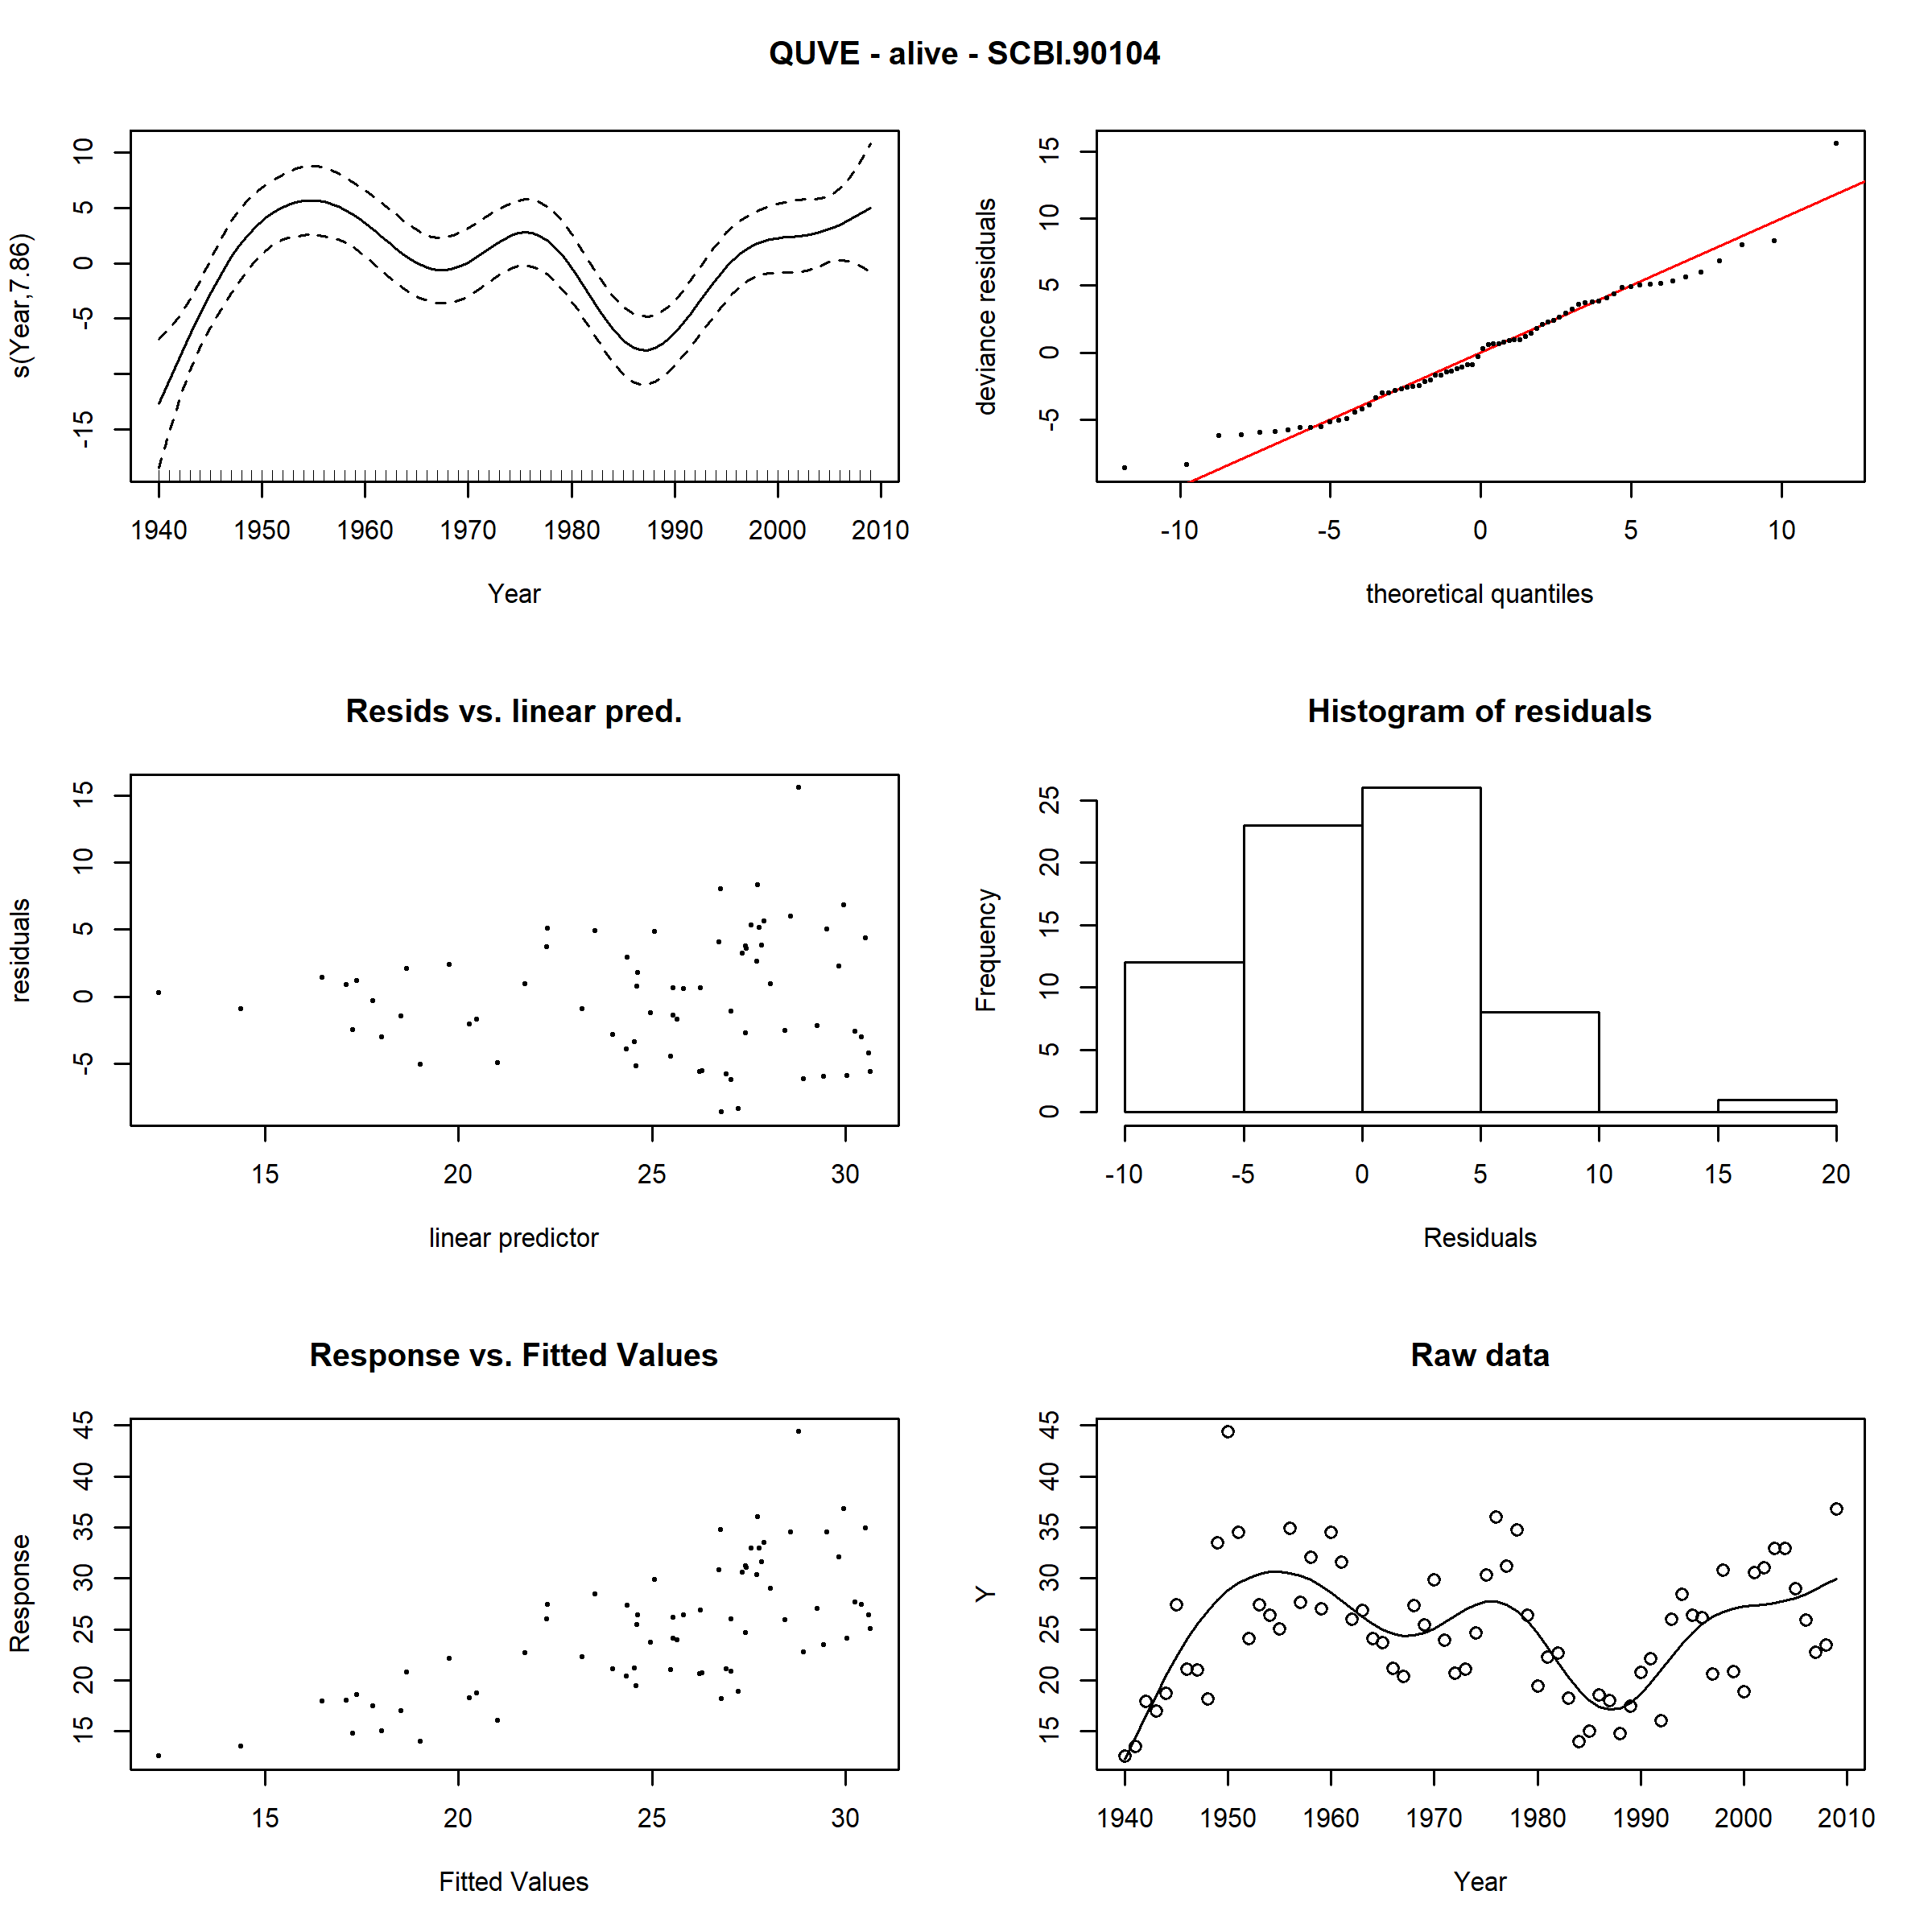 QUVE - alive - SCBI.90104
s(Year,7.86)
10
5
0
-5
-15
1940 1950 1960 1970 1980 1990 2000 2010
Year
deviance residuals
15
10
5
0
-5
-10 -5 0 5 10
theoretical quantiles
Resids vs. linear pred.
residuals
15
10
5
0
-5
15 20 25 30
linear predictor
Histogram of residuals
Frequency
25
20
15
10
5
0
-10 -5 0 5 10 15 20
Residuals
Response vs. Fitted Values
Response
45
40
35
30
25
20
15
15 20 25 30
Fitted Values
Raw data
Y
45
40
35
30
25
20
15
1940 1950 1960 1970 1980 1990 2000 2010
Year